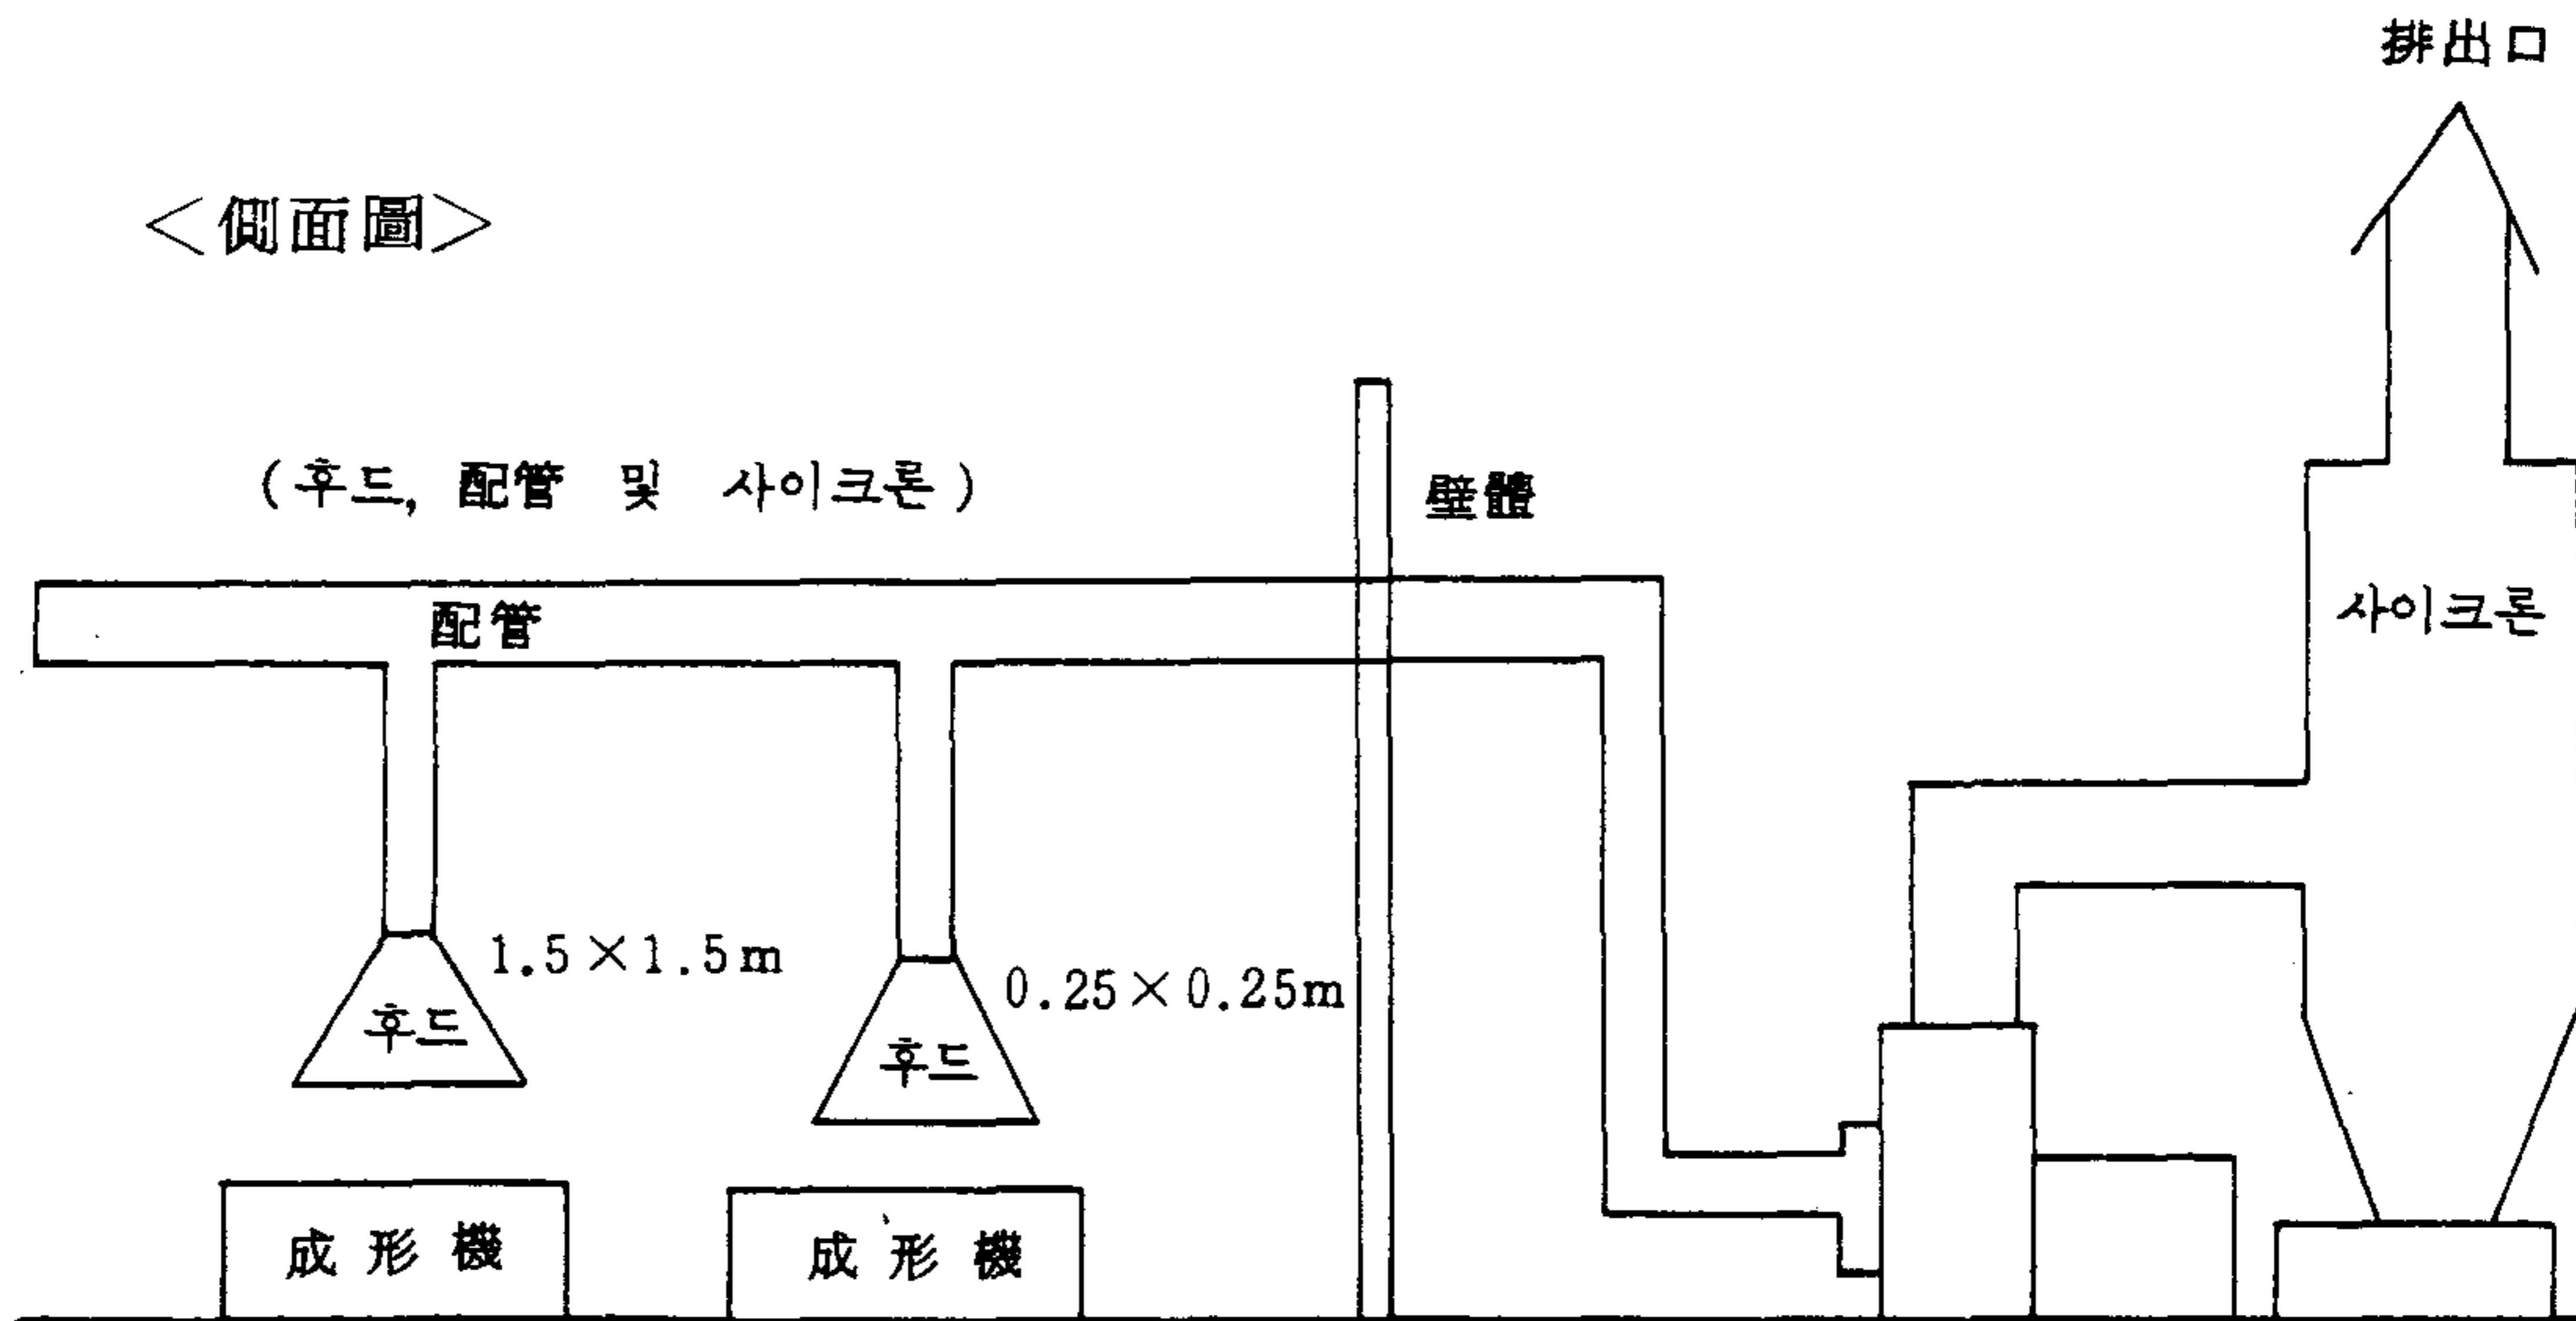 排出口
<側面圖>
(후드, 配管 및 사이크론)
壁體
配管
사이크론
1.5×1.5m
0.25×0.25m
후드
후드
成形機
成形機